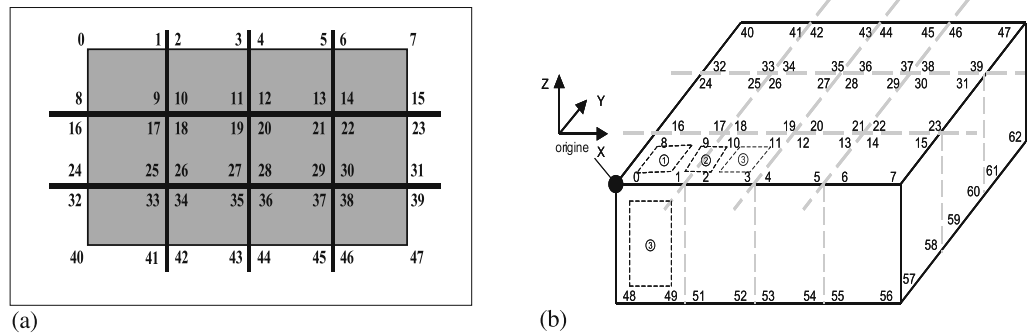 0 1 2 3 4 5 6 7
8 9 10 11 12 13 14 15
16 17 18 19 20 21 22 23
24 25 26 27 28 29 30 31
32 33 34 35 36 37 38 39
40 41 42 43 44 45 46 47
(a)
40 41 42 43 44 45 46 47
32 33 34 35 36 37 38 39
24 25 26 27 28 29 30 31
Z
Y
X
origine
16 17 18 19 20 21 22 23
8 9 10 11 12 13 14 15
① ② ③
0 1 2 3 4 5 6 7
62
61
60
59
58
57
③
48 49 51 52 53 54 55 56
(b)